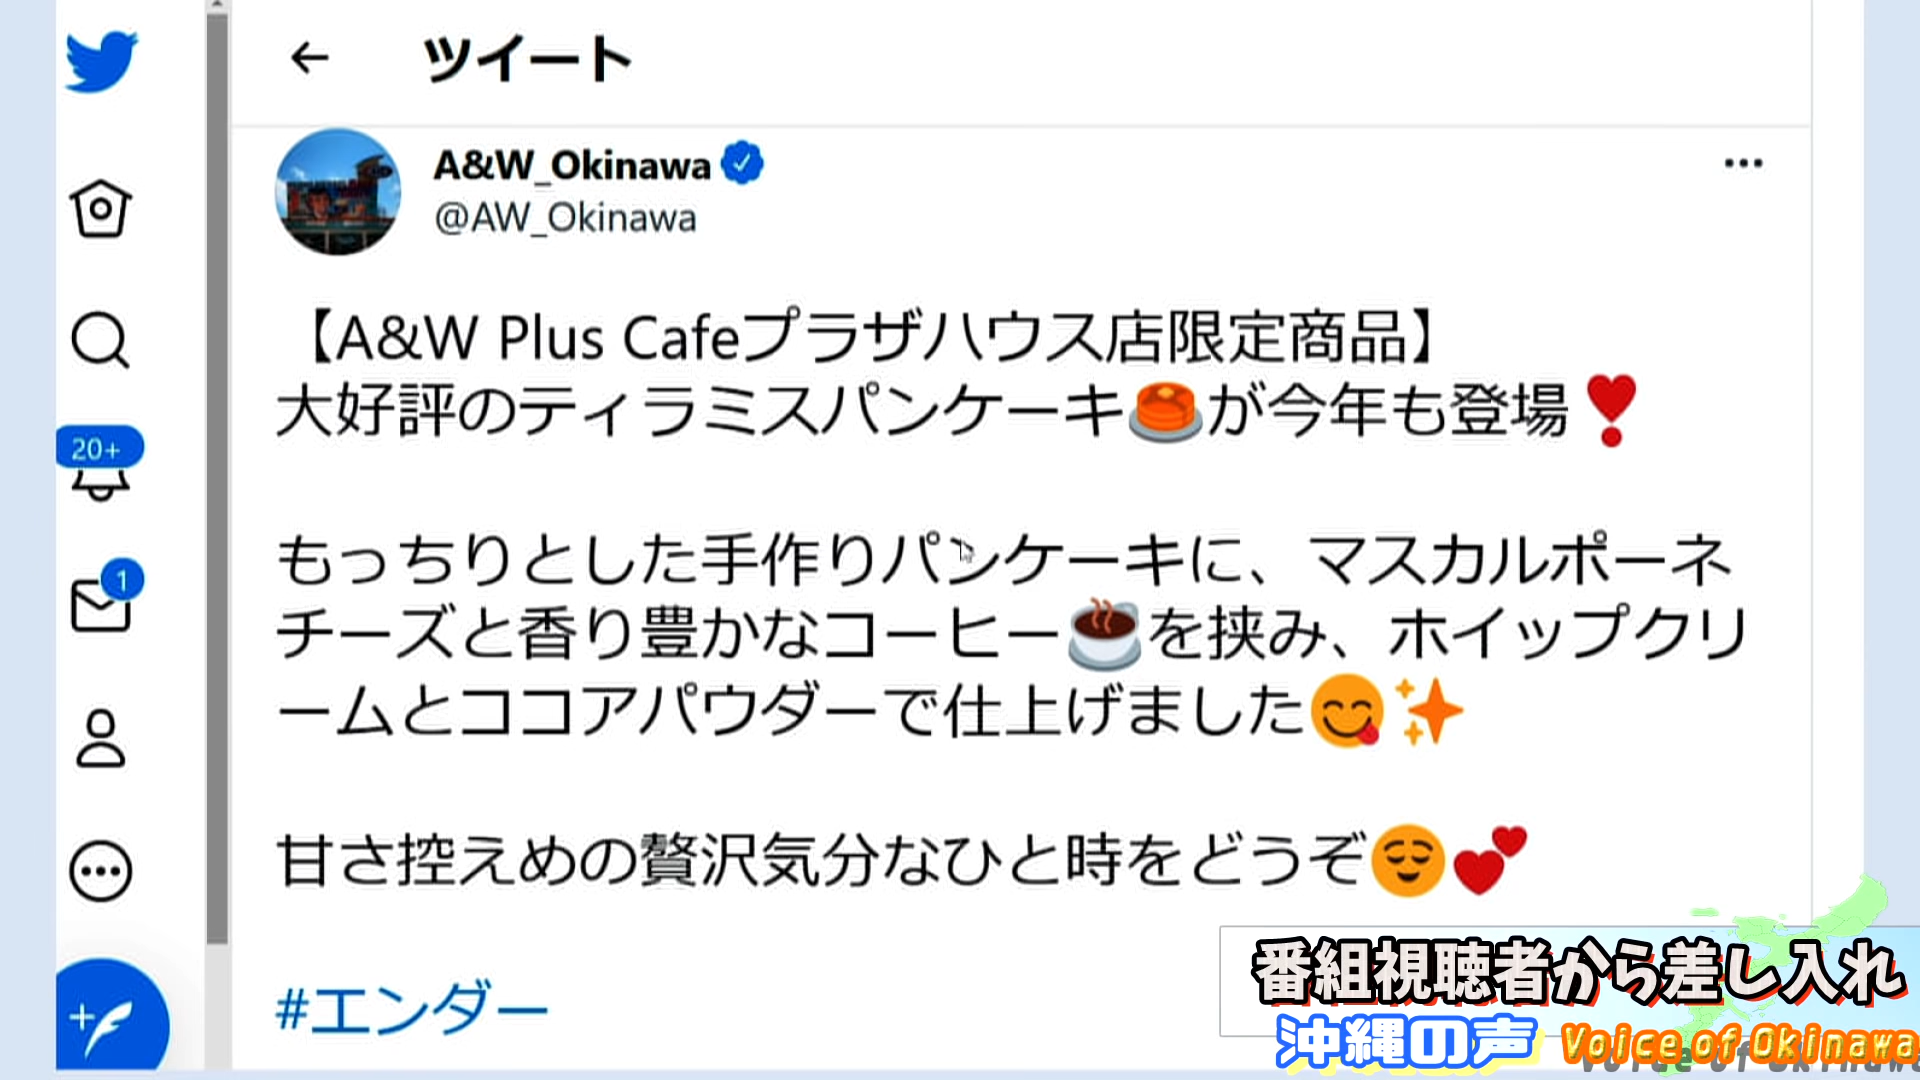 ツイート
A&W_Okinawa
@AW_Okinawa
【A&W Plus Cafeプラザハウス店限定商品】
大好評のティラミスパンケーキ🥞が今年も登場❣
20+
もっちりとした手作りパンケーキに、マスカルポーネ
1
チーズと香り豊かなコーヒー☕を挟み、ホイップクリ
ームとココアパウダーで仕上げました😋✨
甘さ控えめの贅沢気分なひと時をどうぞ😌💕
#エンダー
番組視聴者から差し入れ
沖縄の声 Voice of Okinawa